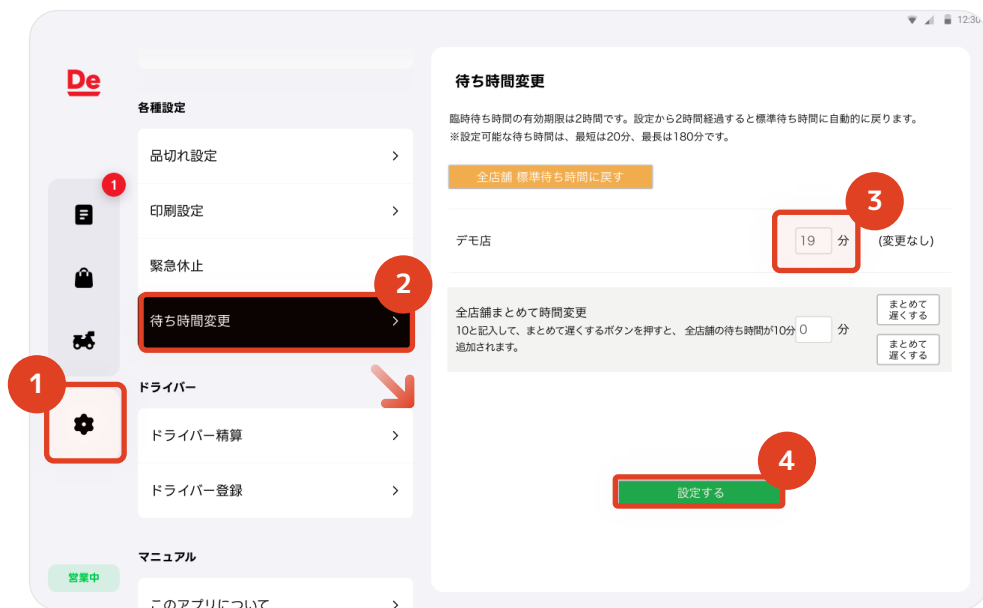 12:30
De
1
営業中
1
各種設定
品切れ設定
印刷設定
緊急休止
2
待ち時間変更
ドライバー
ドライバー精算
ドライバー登録
マニュアル
このアプリについて
待ち時間変更
臨時待ち時間の有効期限は2時間です。設定から2時間経過すると標準待ち時間に自動的に戻ります。
※設定可能な待ち時間は、最短は20分、最長は180分です。
全店舗 標準待ち時間に戻す
3
デモ店
19 分 (変更なし)
全店舗まとめて時間変更
10と記入して、まとめて遅くするボタンを押すと、 全店舗の待ち時間が10分
追加されます。
0 分
まとめて
遅くする
まとめて
遅くする
4
設定する